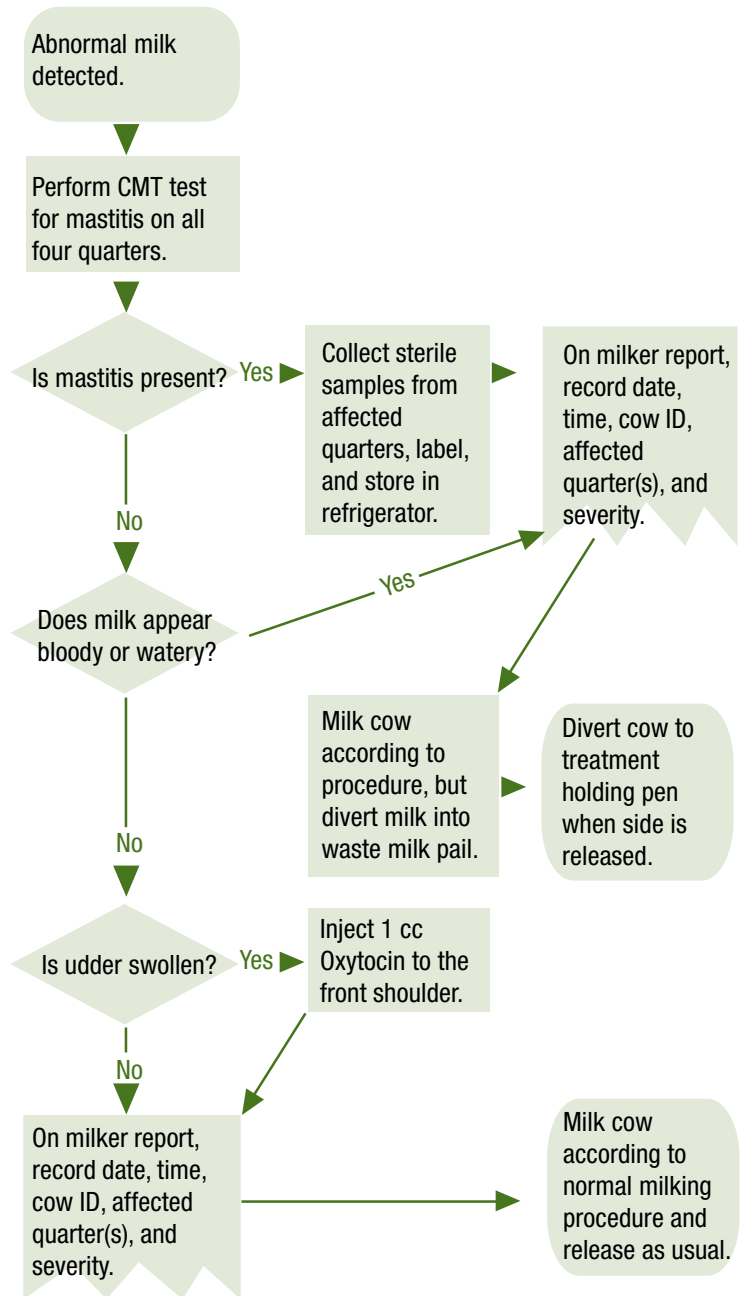 Abnormal milk
detected.
Perform CMT test
for mastitis on all
four quarters.
Is mastitis present?
Yes
Collect sterile
samples from
affected
quarters, label,
and store in
refrigerator.
On milker report,
record date,
time, cow ID,
affected
quarter(s), and
severity.
No
Does milk appear
bloody or watery?
Yes
Milk cow
according to
procedure, but
divert milk into
waste milk pail.
Divert cow to
treatment
holding pen
when side is
released.
No
Is udder swollen?
Yes
Inject 1 cc
Oxytocin to the
front shoulder.
No
On milker report,
record date, time,
cow ID, affected
quarter(s), and
severity.
Milk cow
according to
normal milking
procedure and
release as usual.